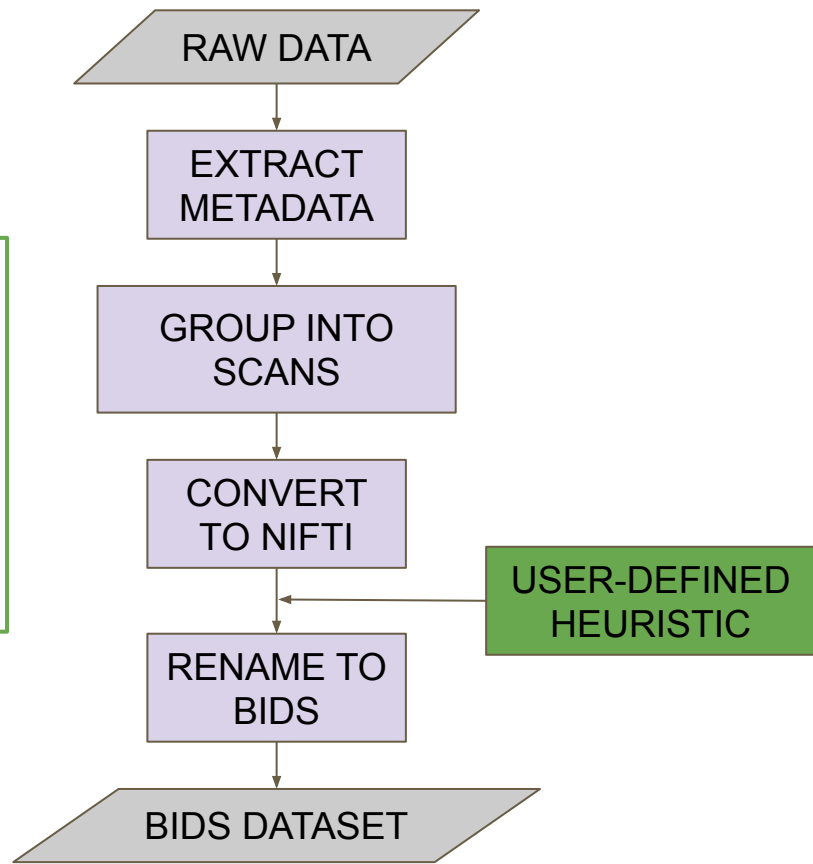 RAW DATA
EXTRACT
METADATA
GROUP INTO
SCANS
CONVERT
TO NIFTI
USER-DEFINED
HEURISTIC
RENAME TO
BIDS
BIDS DATASET